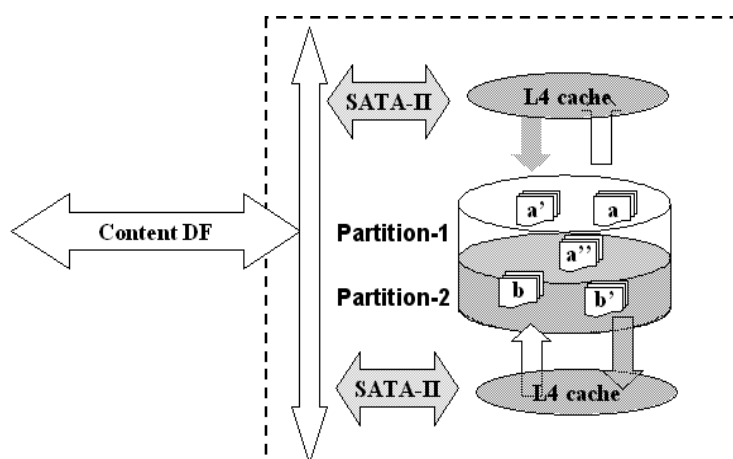 SATA-II
L4 cache
a’
a
Content DF
Partition-1
a’’
Partition-2
b
b’
SATA-II
L4 cache